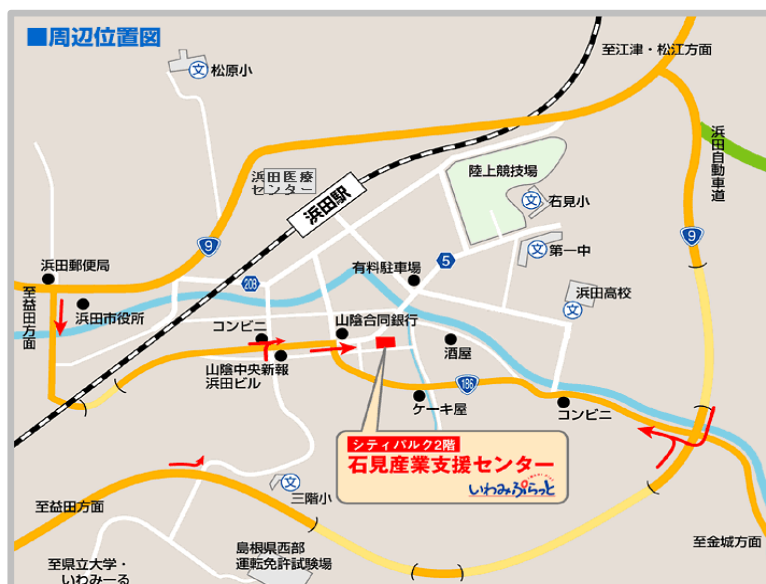 ■周辺位置図
至江津・松江方面
文
松原小
浜田自動車道
浜田医療
センター
陸上競技場
浜田駅
文
石見小
9
9
文
第一中
5
浜田郵便局
有料駐車場
208
浜田高校
文
至益田方面
浜田市役所
コンビニ
山陰合同銀行
酒屋
山陰中央新報
浜田ビル
186
ケーキ屋
コンビニ
シティパルク2階
石見産業支援センター
いわみぷらっと
文
三階小
至益田方面
至金城方面
島根県西部
運転免許試験場
至県立大学・
いわみーる